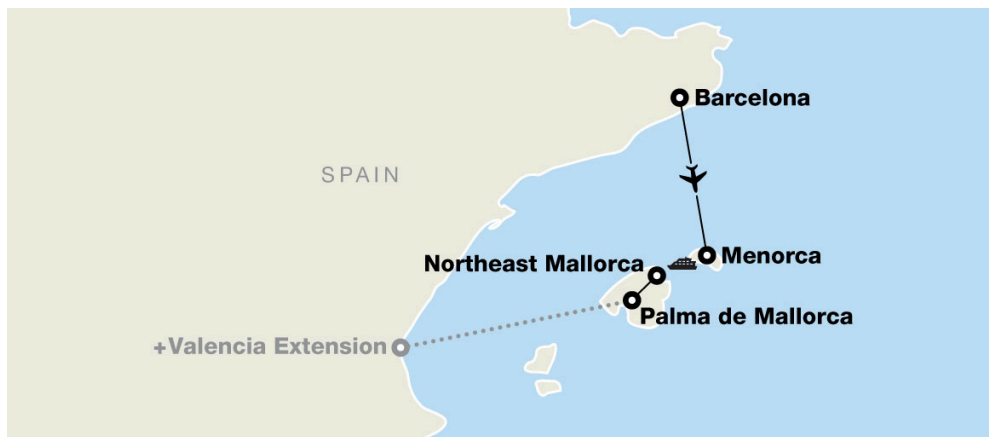 Barcelona
SPAIN
Menorca
Northeast Mallorca
Palma de Mallorca
+Valencia Extension